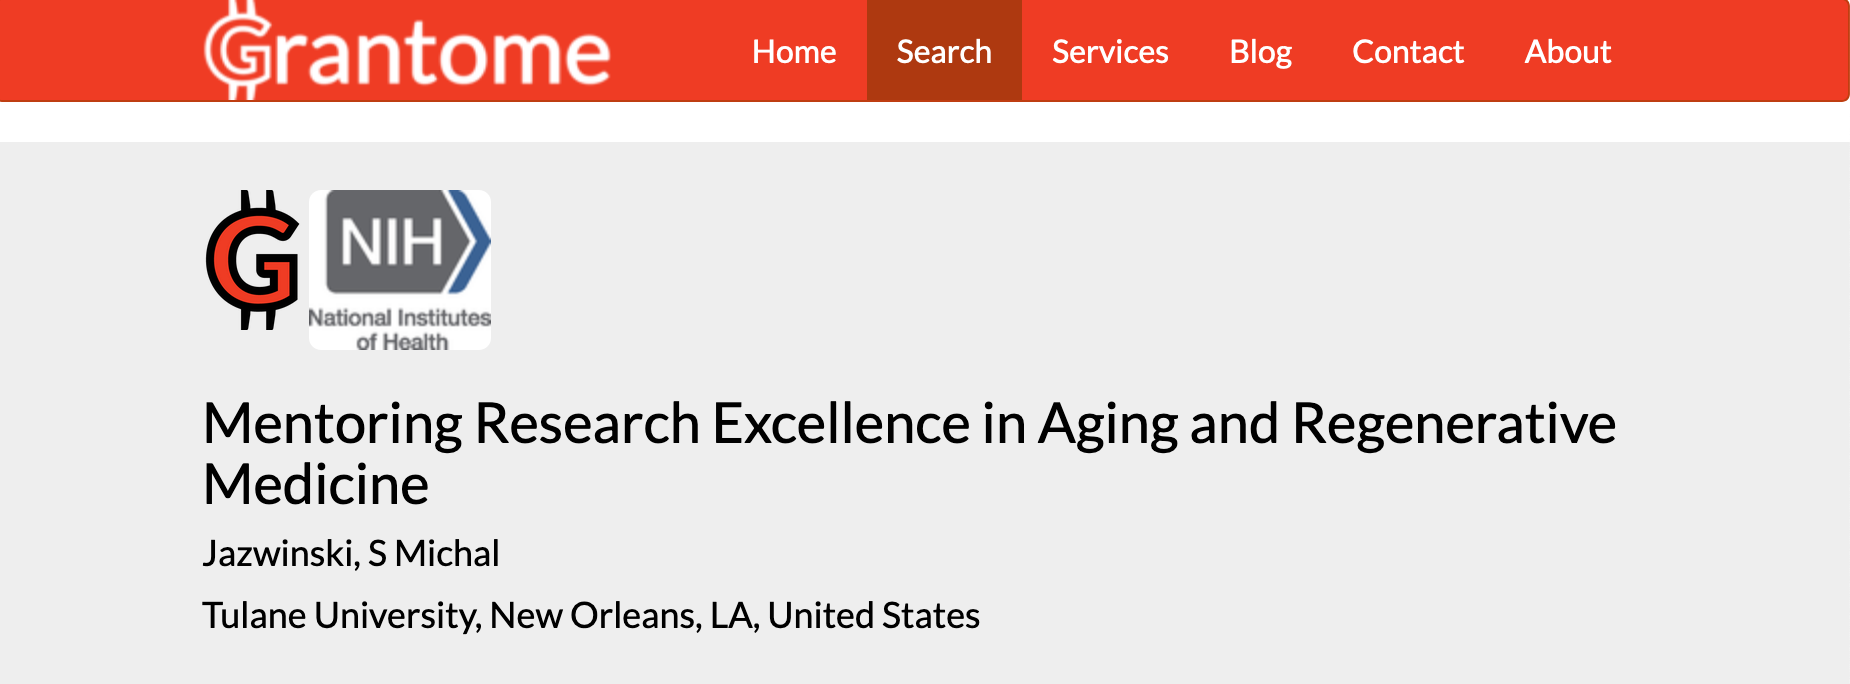 Grantome Home Search Services Blog Contact About
G NIH
National Institutes
of Health
Mentoring Research Excellence in Aging and Regenerative
Medicine
Jazwinski, S Michal
Tulane University, New Orleans, LA, United States